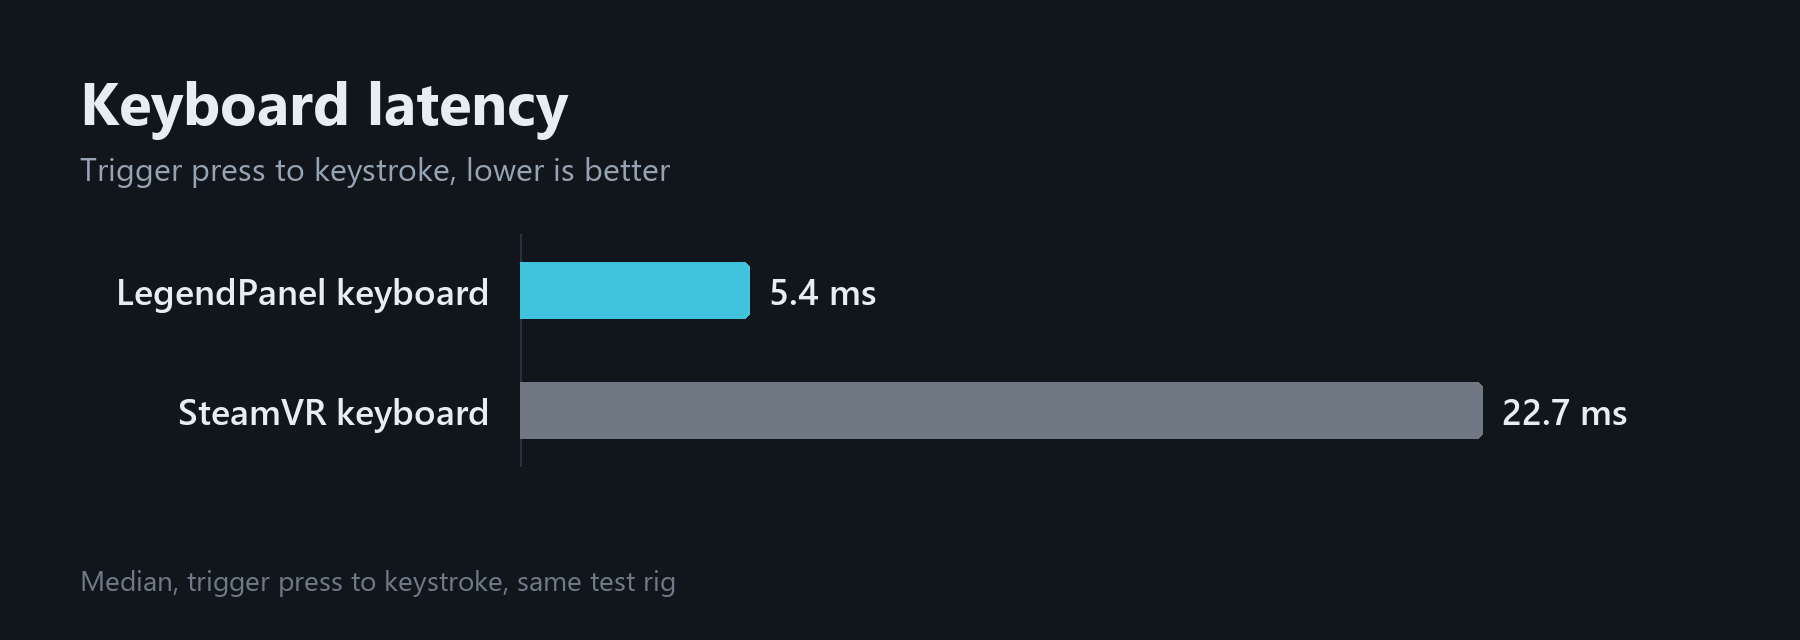 Keyboard latency
Trigger press to keystroke, lower is better
LegendPanel keyboard 5.4 ms
SteamVR keyboard 22.7 ms
Median, trigger press to keystroke, same test rig